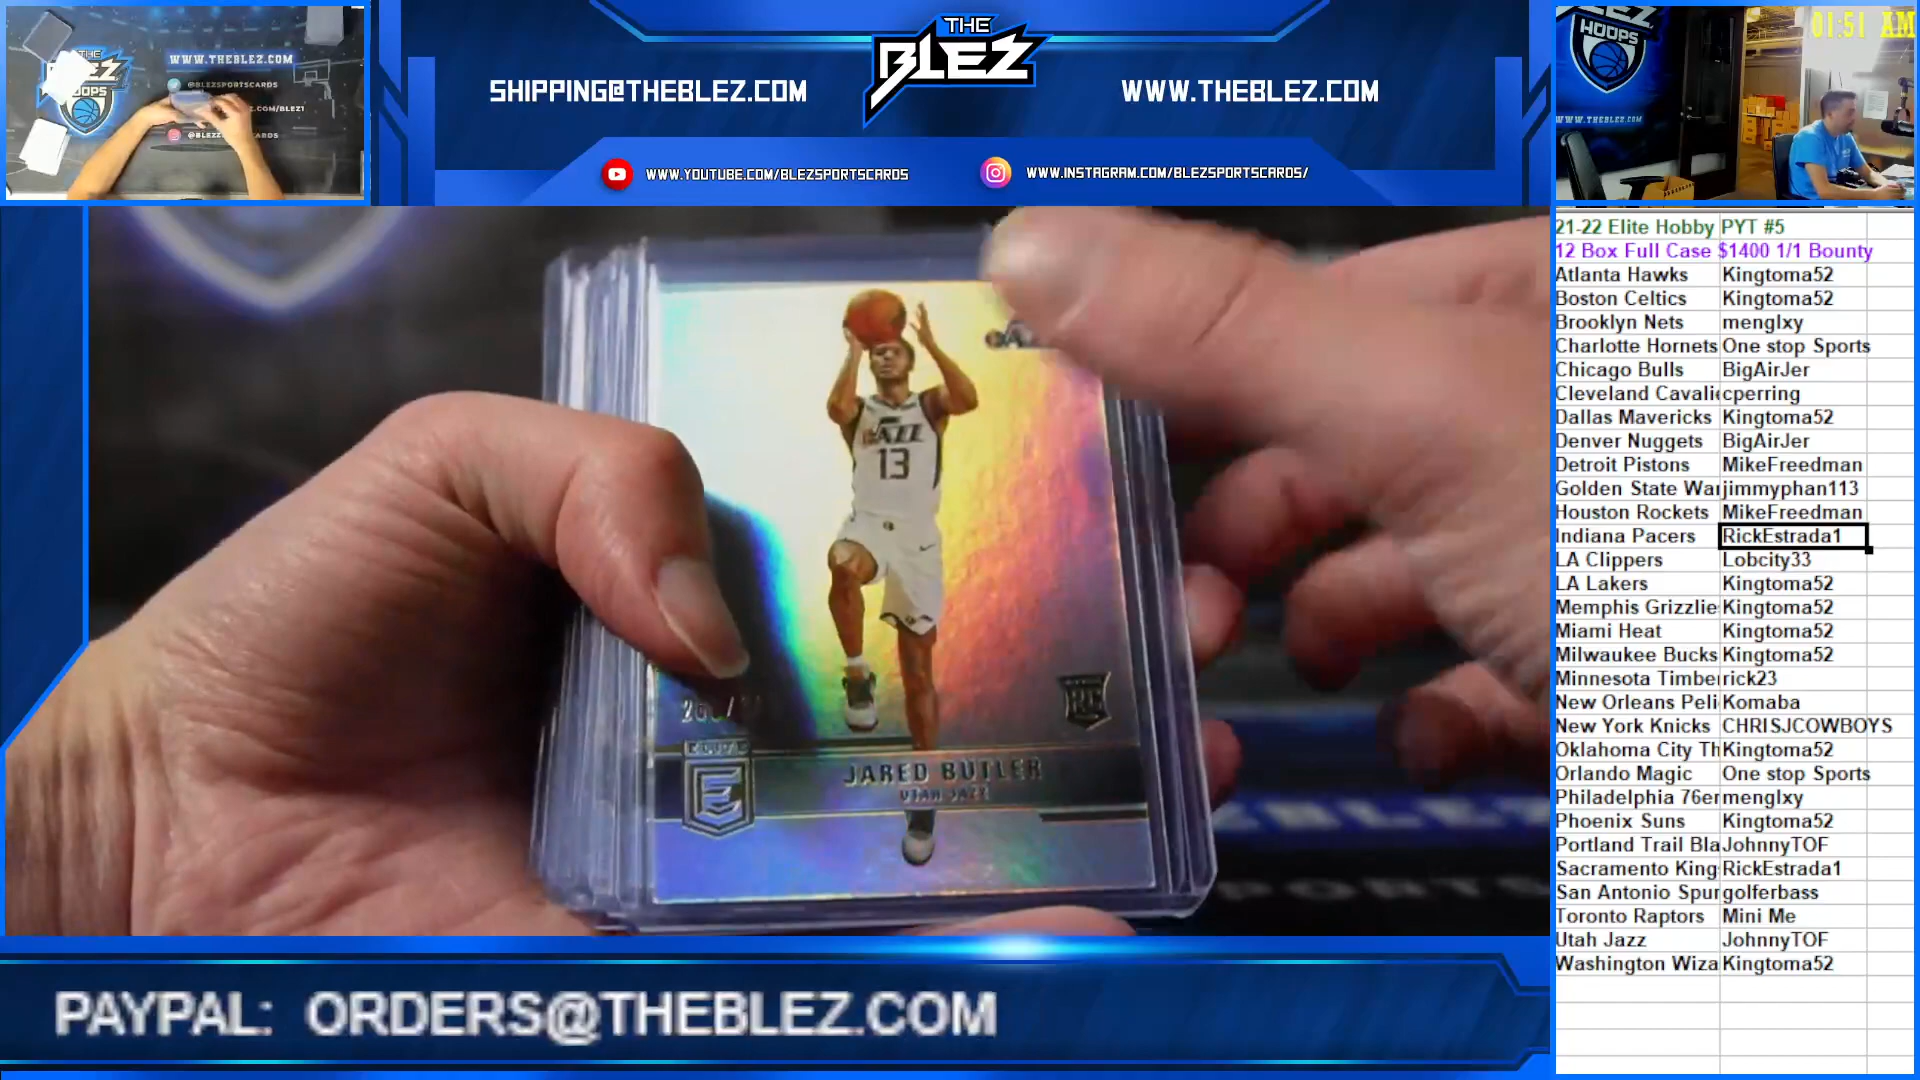 WWW.THEBLEZ.COM
@BLEZSPORTSCARDS
.COM/BLEZ1
HOOPS
THE
BLEZ
SHIPPING@THEBLEZ.COM
WWW.THEBLEZ.COM
WWW.YOUTUBE.COM/BLEZSPORTSCARDS
WWW.INSTAGRAM.COM/BLEZSPORTSCARDS/
HOOPS
WWW.THEBLEZ.COM
01:51 AM
JAZZ
13
RC
ELITE
E
JARED BUTLER
UTAH JAZZ
PAYPAL: ORDERS@THEBLEZ.COM
21-22 Elite Hobby PYT #5
12 Box Full Case $1400 1/1 Bounty
Atlanta Hawks Kingtoma52
Boston Celtics Kingtoma52
Brooklyn Nets menglxy
Charlotte Hornets One stop Sports
Chicago Bulls BigAirJer
Cleveland Cavali cperring
Dallas Mavericks Kingtoma52
Denver Nuggets BigAirJer
Detroit Pistons MikeFreedman
Golden State War jimmyphan113
Houston Rockets MikeFreedman
Indiana Pacers RickEstrada1
LA Clippers Lobcity33
LA Lakers Kingtoma52
Memphis Grizzlie Kingtoma52
Miami Heat Kingtoma52
Milwaukee Bucks Kingtoma52
Minnesota Timber rick23
New Orleans Peli Komaba
New York Knicks CHRISJCOWBOYS
Oklahoma City Th Kingtoma52
Orlando Magic One stop Sports
Philadelphia 76er menglxy
Phoenix Suns Kingtoma52
Portland Trail Bla JohnnyTOF
Sacramento King RickEstrada1
San Antonio Spur golferbass
Toronto Raptors Mini Me
Utah Jazz JohnnyTOF
Washington Wiza Kingtoma52